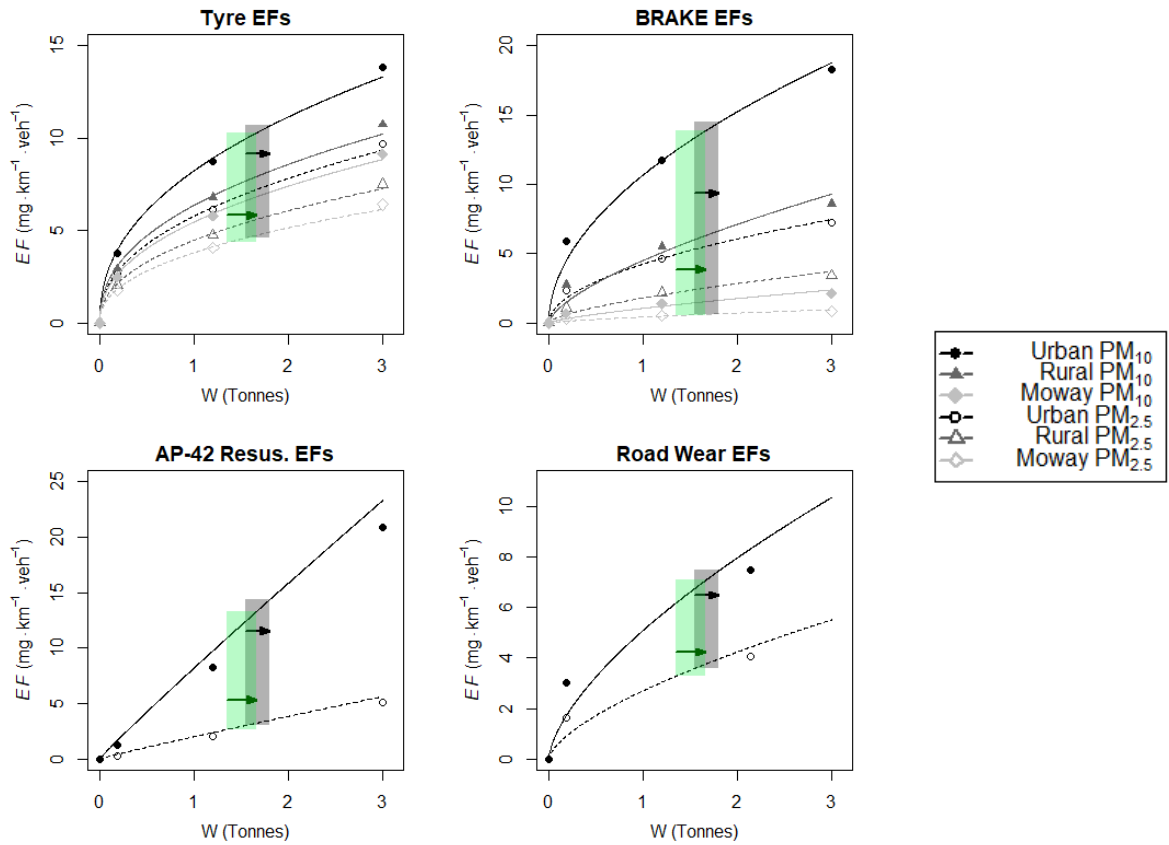 Tyre EFs
EF (mg · km⁻¹ · veh⁻¹)
15
10
5
0
0 1 2 3
W (Tonnes)
BRAKE EFs
EF (mg · km⁻¹ · veh⁻¹)
20
15
10
5
0
0 1 2 3
W (Tonnes)
Urban PM₁₀
Rural PM₁₀
Moway PM₁₀
Urban PM₂.₅
Rural PM₂.₅
Moway PM₂.₅
AP-42 Resus. EFs
EF (mg · km⁻¹ · veh⁻¹)
25
20
15
10
5
0
0 1 2 3
W (Tonnes)
Road Wear EFs
EF (mg · km⁻¹ · veh⁻¹)
10
8
6
4
2
0
0 1 2 3
W (Tonnes)